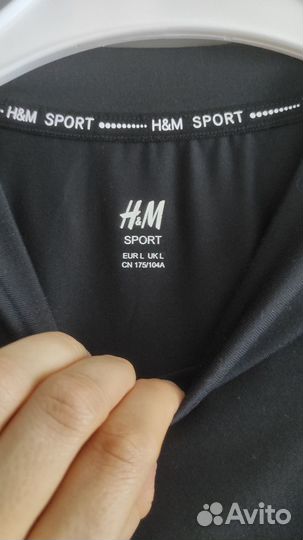 H&M SPORT •••••••••• H&M SPORT ••••••••••
H&M
SPORT
EUR L UK L
CN 175/104A
Avito